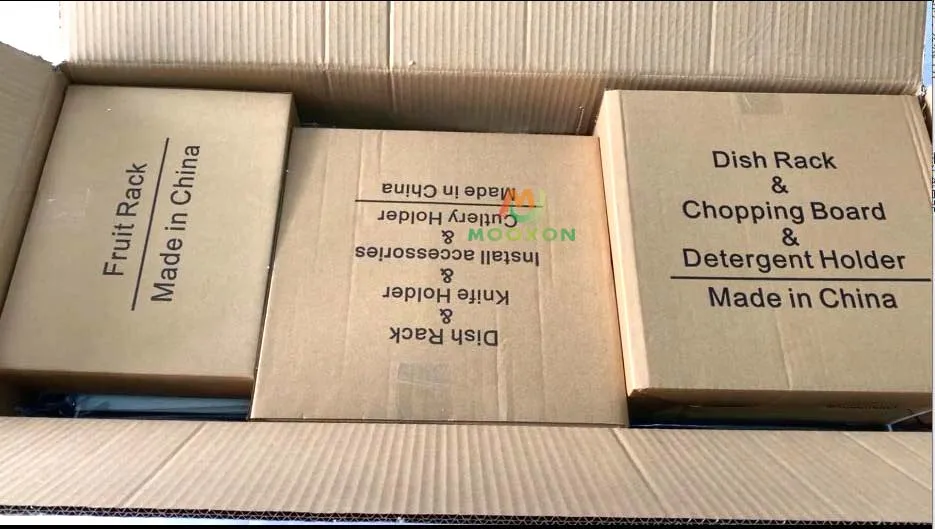 Fruit Rack
Made in China
Dish Rack
&
Knife Holder
&
Install accessories
&
Cutlery Holder
Made in China
MOOXON
Dish Rack
&
Chopping Board
&
Detergent Holder
Made in China